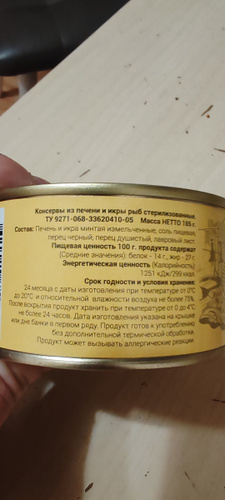 Консервы из печени и икры рыб стерилизованные.
ТУ 9271-068-33620410-05 Масса НЕТТО 185 г.
Состав: Печень и икра минтая измельченные, соль пищевая,
перец черный, перец душистый, лавровый лист.
Пищевая ценность 100 г. продукта содержат
(Средние значения): белок - 14 г., жир - 27 г.
Энергетическая ценность (Калорийность)
1251 кДж/299 ккал
Срок годности и условия хранения:
24 месяца с даты изготовления при температуре от 0°С
до 20°С и относительной влажности воздуха не более 75%.
После вскрытия продукт хранить при температуре от 0 до 4°С
не более 24 часов. Дата изготовления указана на крышке
или дне банки в первом ряду. Продукт готов к употреблению
без дополнительной термической обработки.
Продукт может вызывать аллергические реакции.